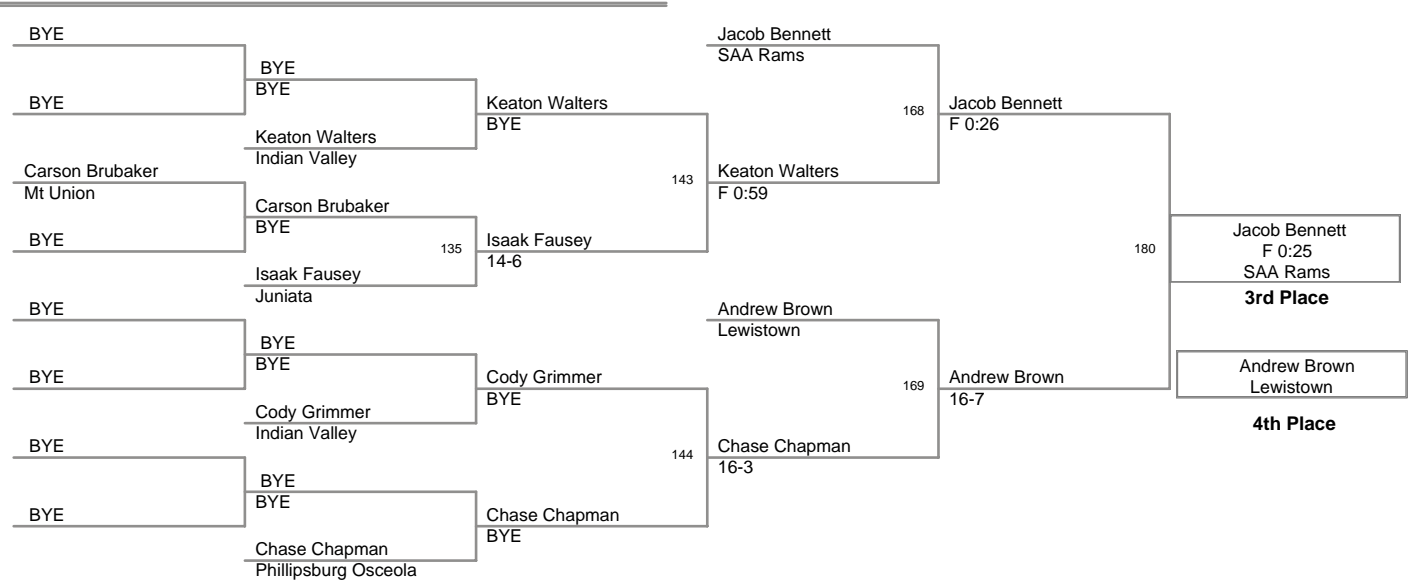 BYE
BYE
BYE
BYE
Keaton Walters
Indian Valley
Keaton Walters
BYE
Carson Brubaker
Mt Union
BYE
Carson Brubaker
BYE
Isaak Fausey
Juniata
135
Isaak Fausey
14-6
143
Jacob Bennett
SAA Rams
Keaton Walters
F 0:59
168
Jacob Bennett
F 0:26
BYE
BYE
BYE
BYE
Cody Grimmer
Indian Valley
Cody Grimmer
BYE
BYE
BYE
BYE
BYE
Chase Chapman
Phillipsburg Osceola
Chase Chapman
BYE
144
Andrew Brown
Lewistown
Chase Chapman
16-3
169
Andrew Brown
16-7
180
Jacob Bennett
F 0:25
SAA Rams
3rd Place
Andrew Brown
Lewistown
4th Place